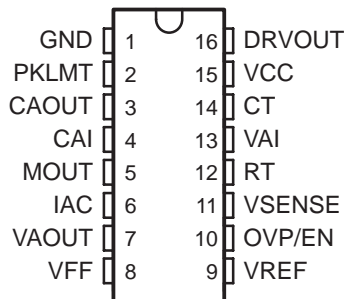 GND 1 16 DRVOUT
PKLMT 2 15 VCC
CAOUT 3 14 CT
CAI 4 13 VAI
MOUT 5 12 RT
IAC 6 11 VSENSE
VAOUT 7 10 OVP/EN
VFF 8 9 VREF